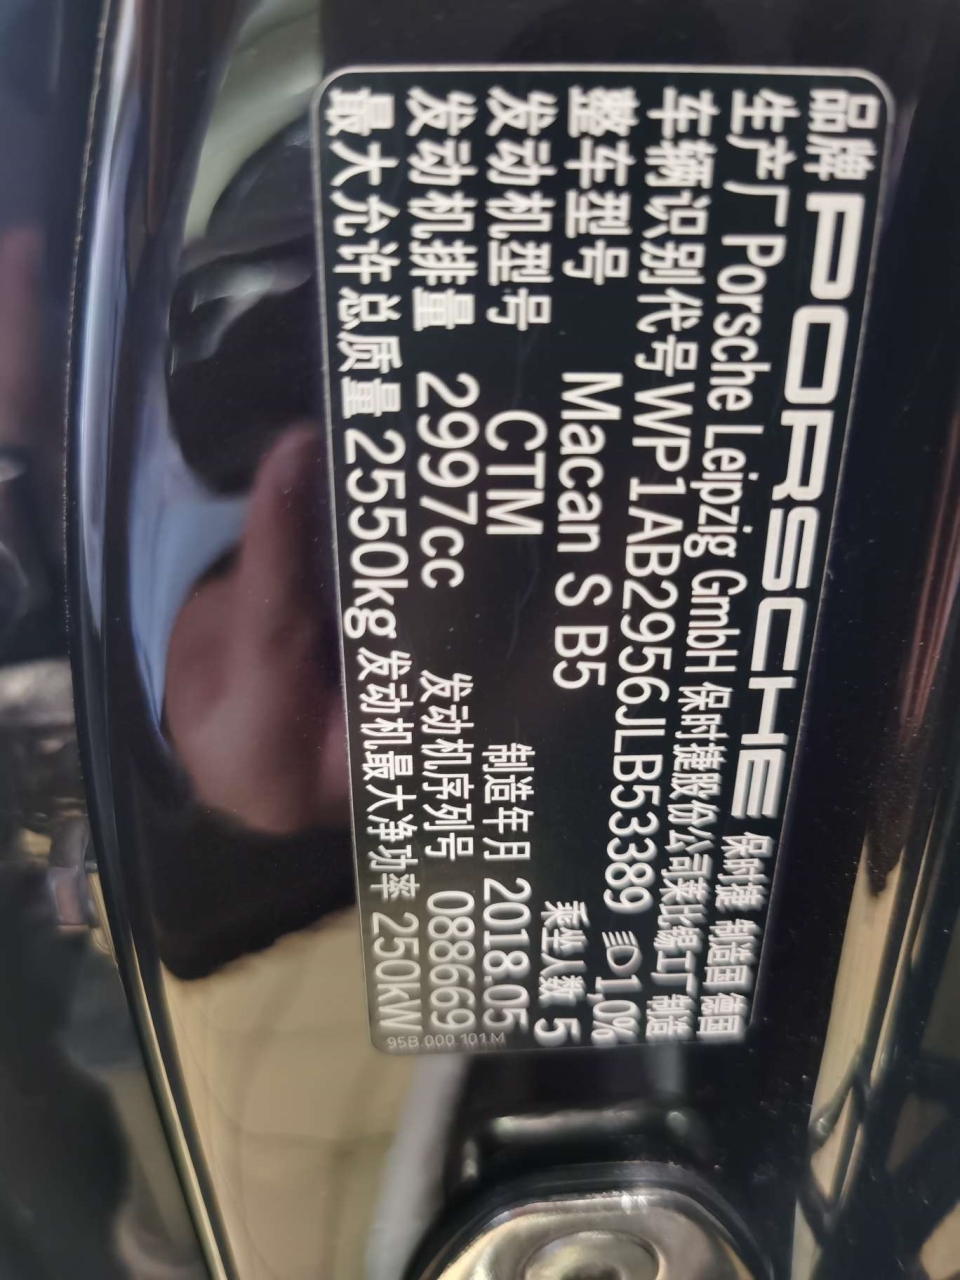 品牌 PORSCHE 保时捷 制造国 德国
生产厂 Porsche Leipzig GmbH 保时捷股份公司莱比锡工厂 制造
车辆识别代号 WP1AB2956JLB53389 1,0%
整车型号 Macan S B5 乘坐人数 5
发动机型号 CTM 制造年月 2018.05
发动机排量 2997cc 发动机序列号 088669
最大允许总质量 2550kg 发动机最大净功率 250kW
95B.000.101.M